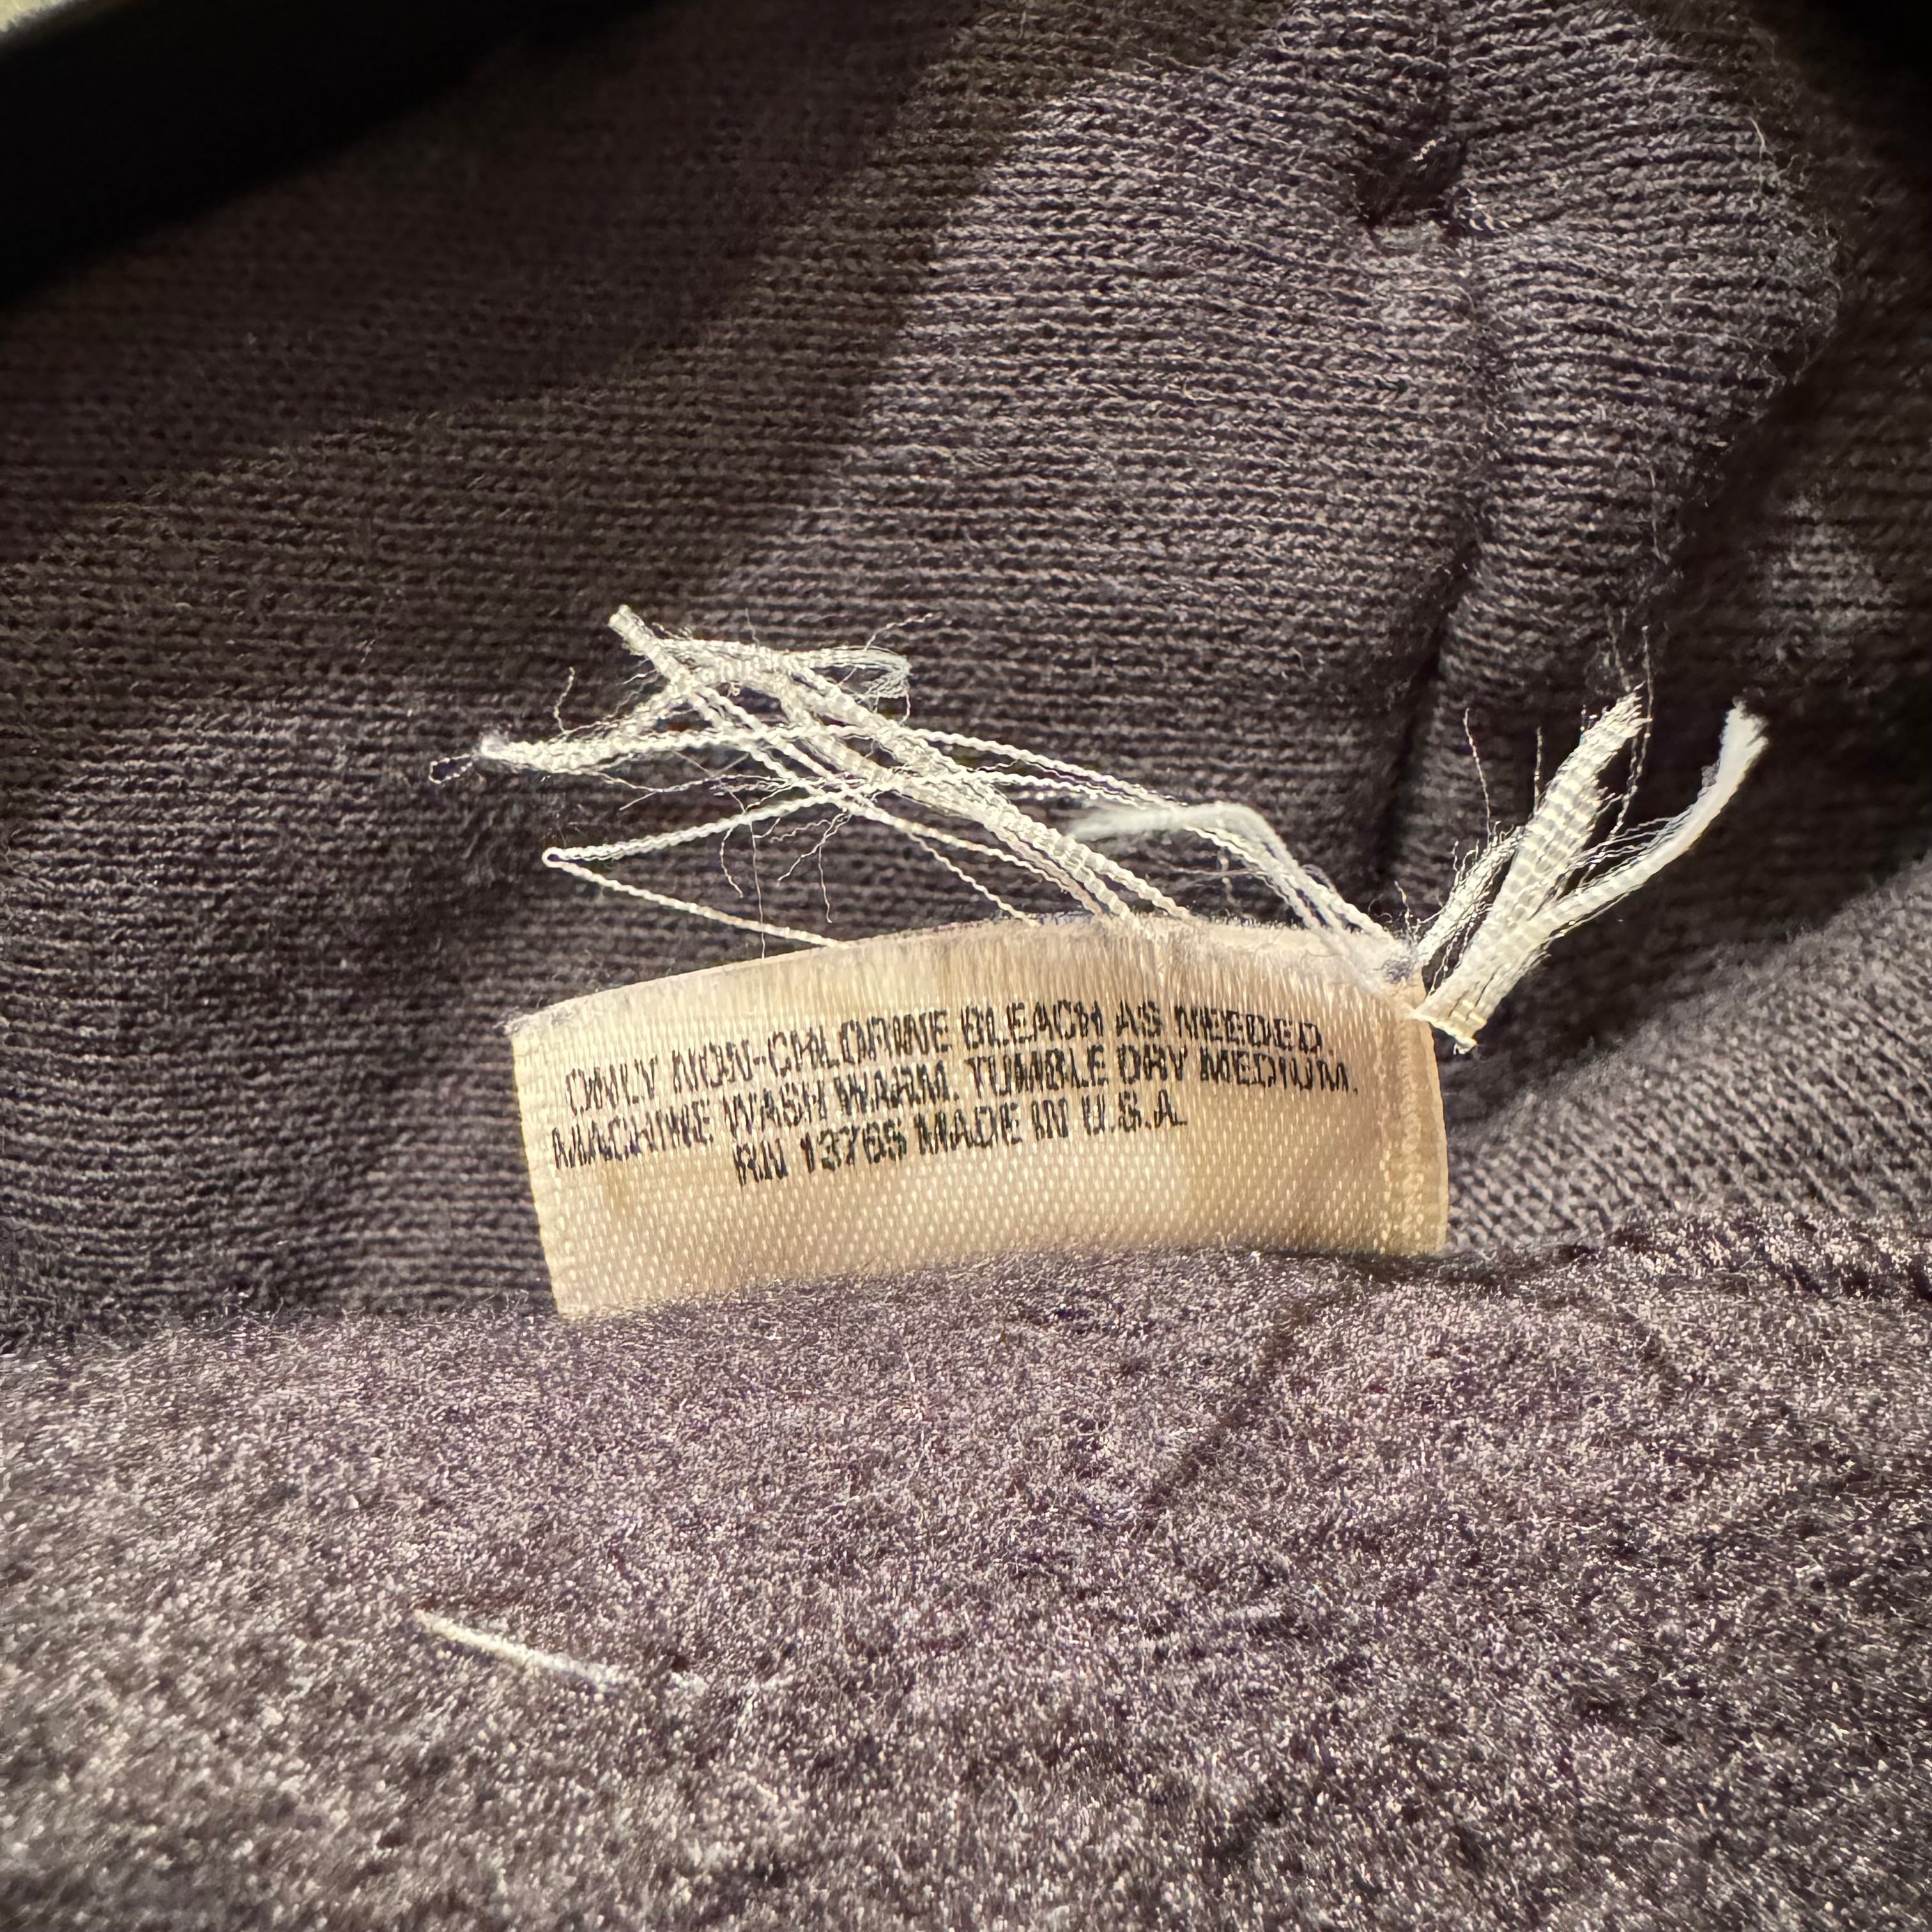 ONLY NON-CHLORINE BLEACH AS NEEDED
MACHINE WASH WARM. TUMBLE DRY MEDIUM.
RN 13765 MADE IN U.S.A.